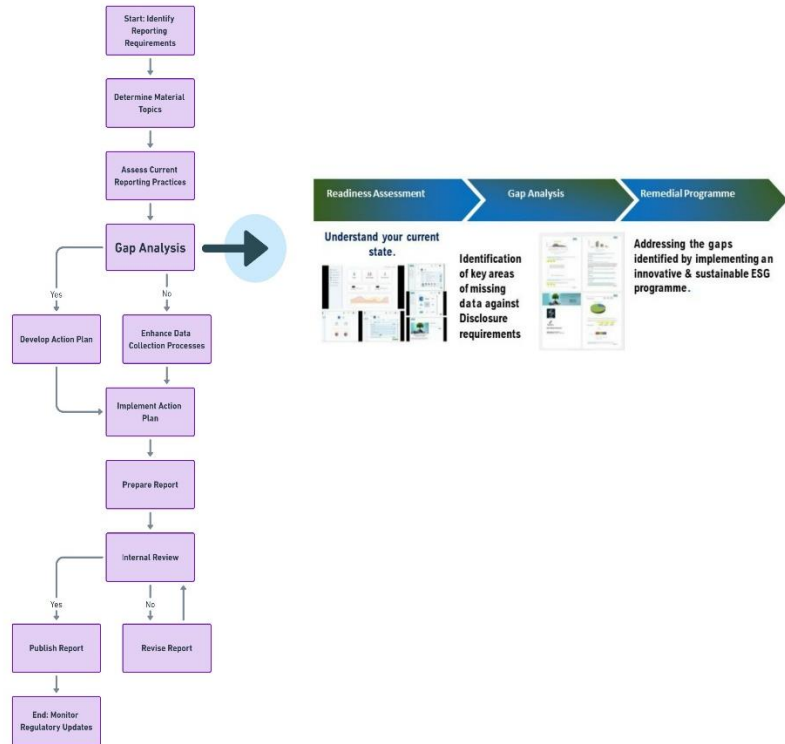 Start: Identify
Reporting
Requirements
Determine Material
Topics
Assess Current
Reporting Practices
Gap Analysis
Yes
No
Develop Action Plan
Enhance Data
Collection Processes
Implement Action
Plan
Prepare Report
Internal Review
Yes
No
Publish Report
Revise Report
End: Monitor
Regulatory Updates
Readiness Assessment
Gap Analysis
Remedial Programme
Understand your current
state.
Identification
of key areas
of missing
data against
Disclosure
requirements
Addressing the gaps
identified by implementing an
innovative & sustainable ESG
programme.